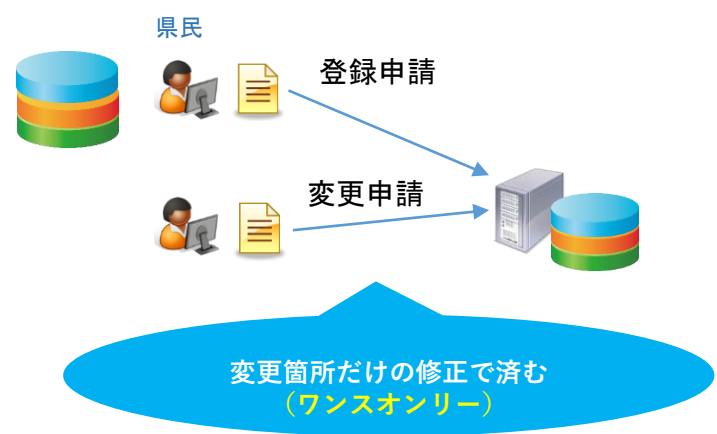 県民
登録申請
変更申請
変更箇所だけの修正で済む
（ワンスオンリー）